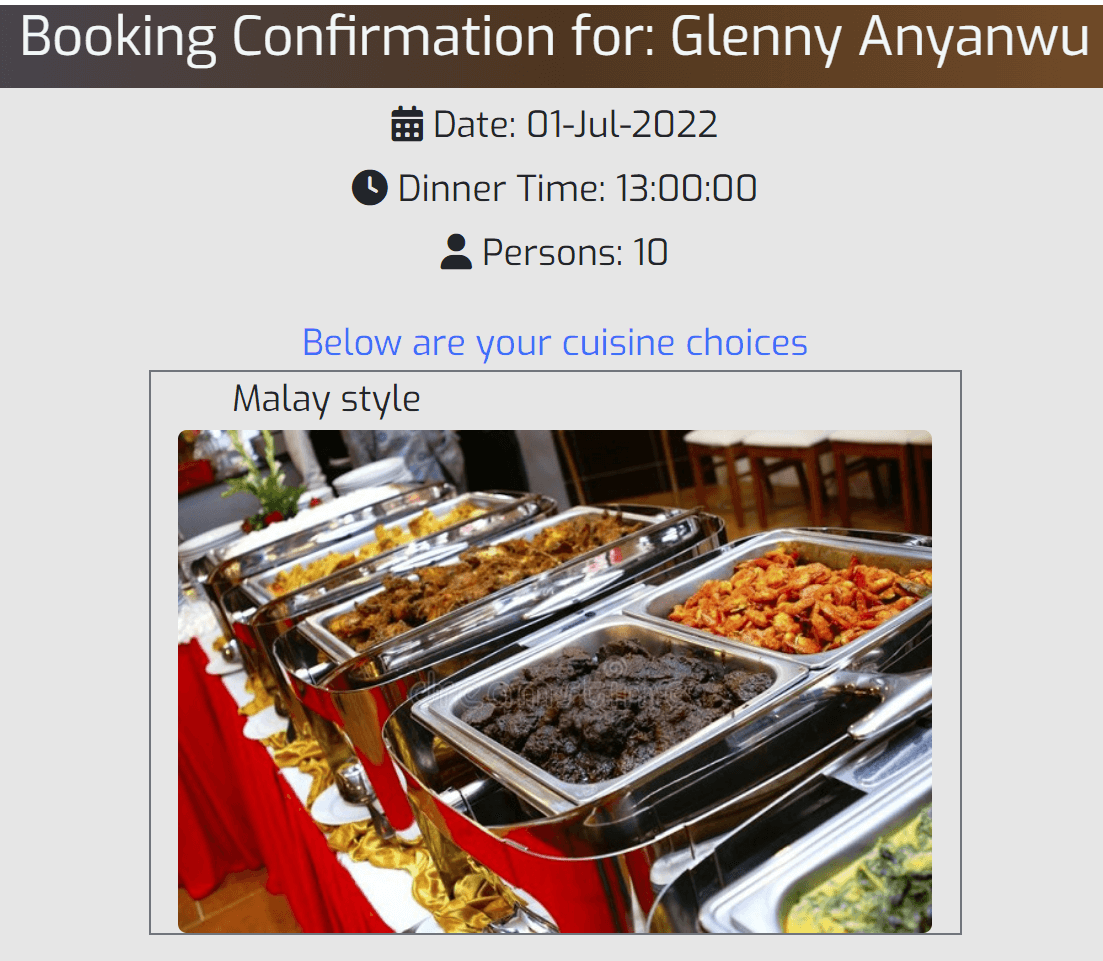 Booking Confirmation for: Glenny Anyanwu
Date: 01-Jul-2022
Dinner Time: 13:00:00
Persons: 10
Below are your cuisine choices
Malay style
dreamstime